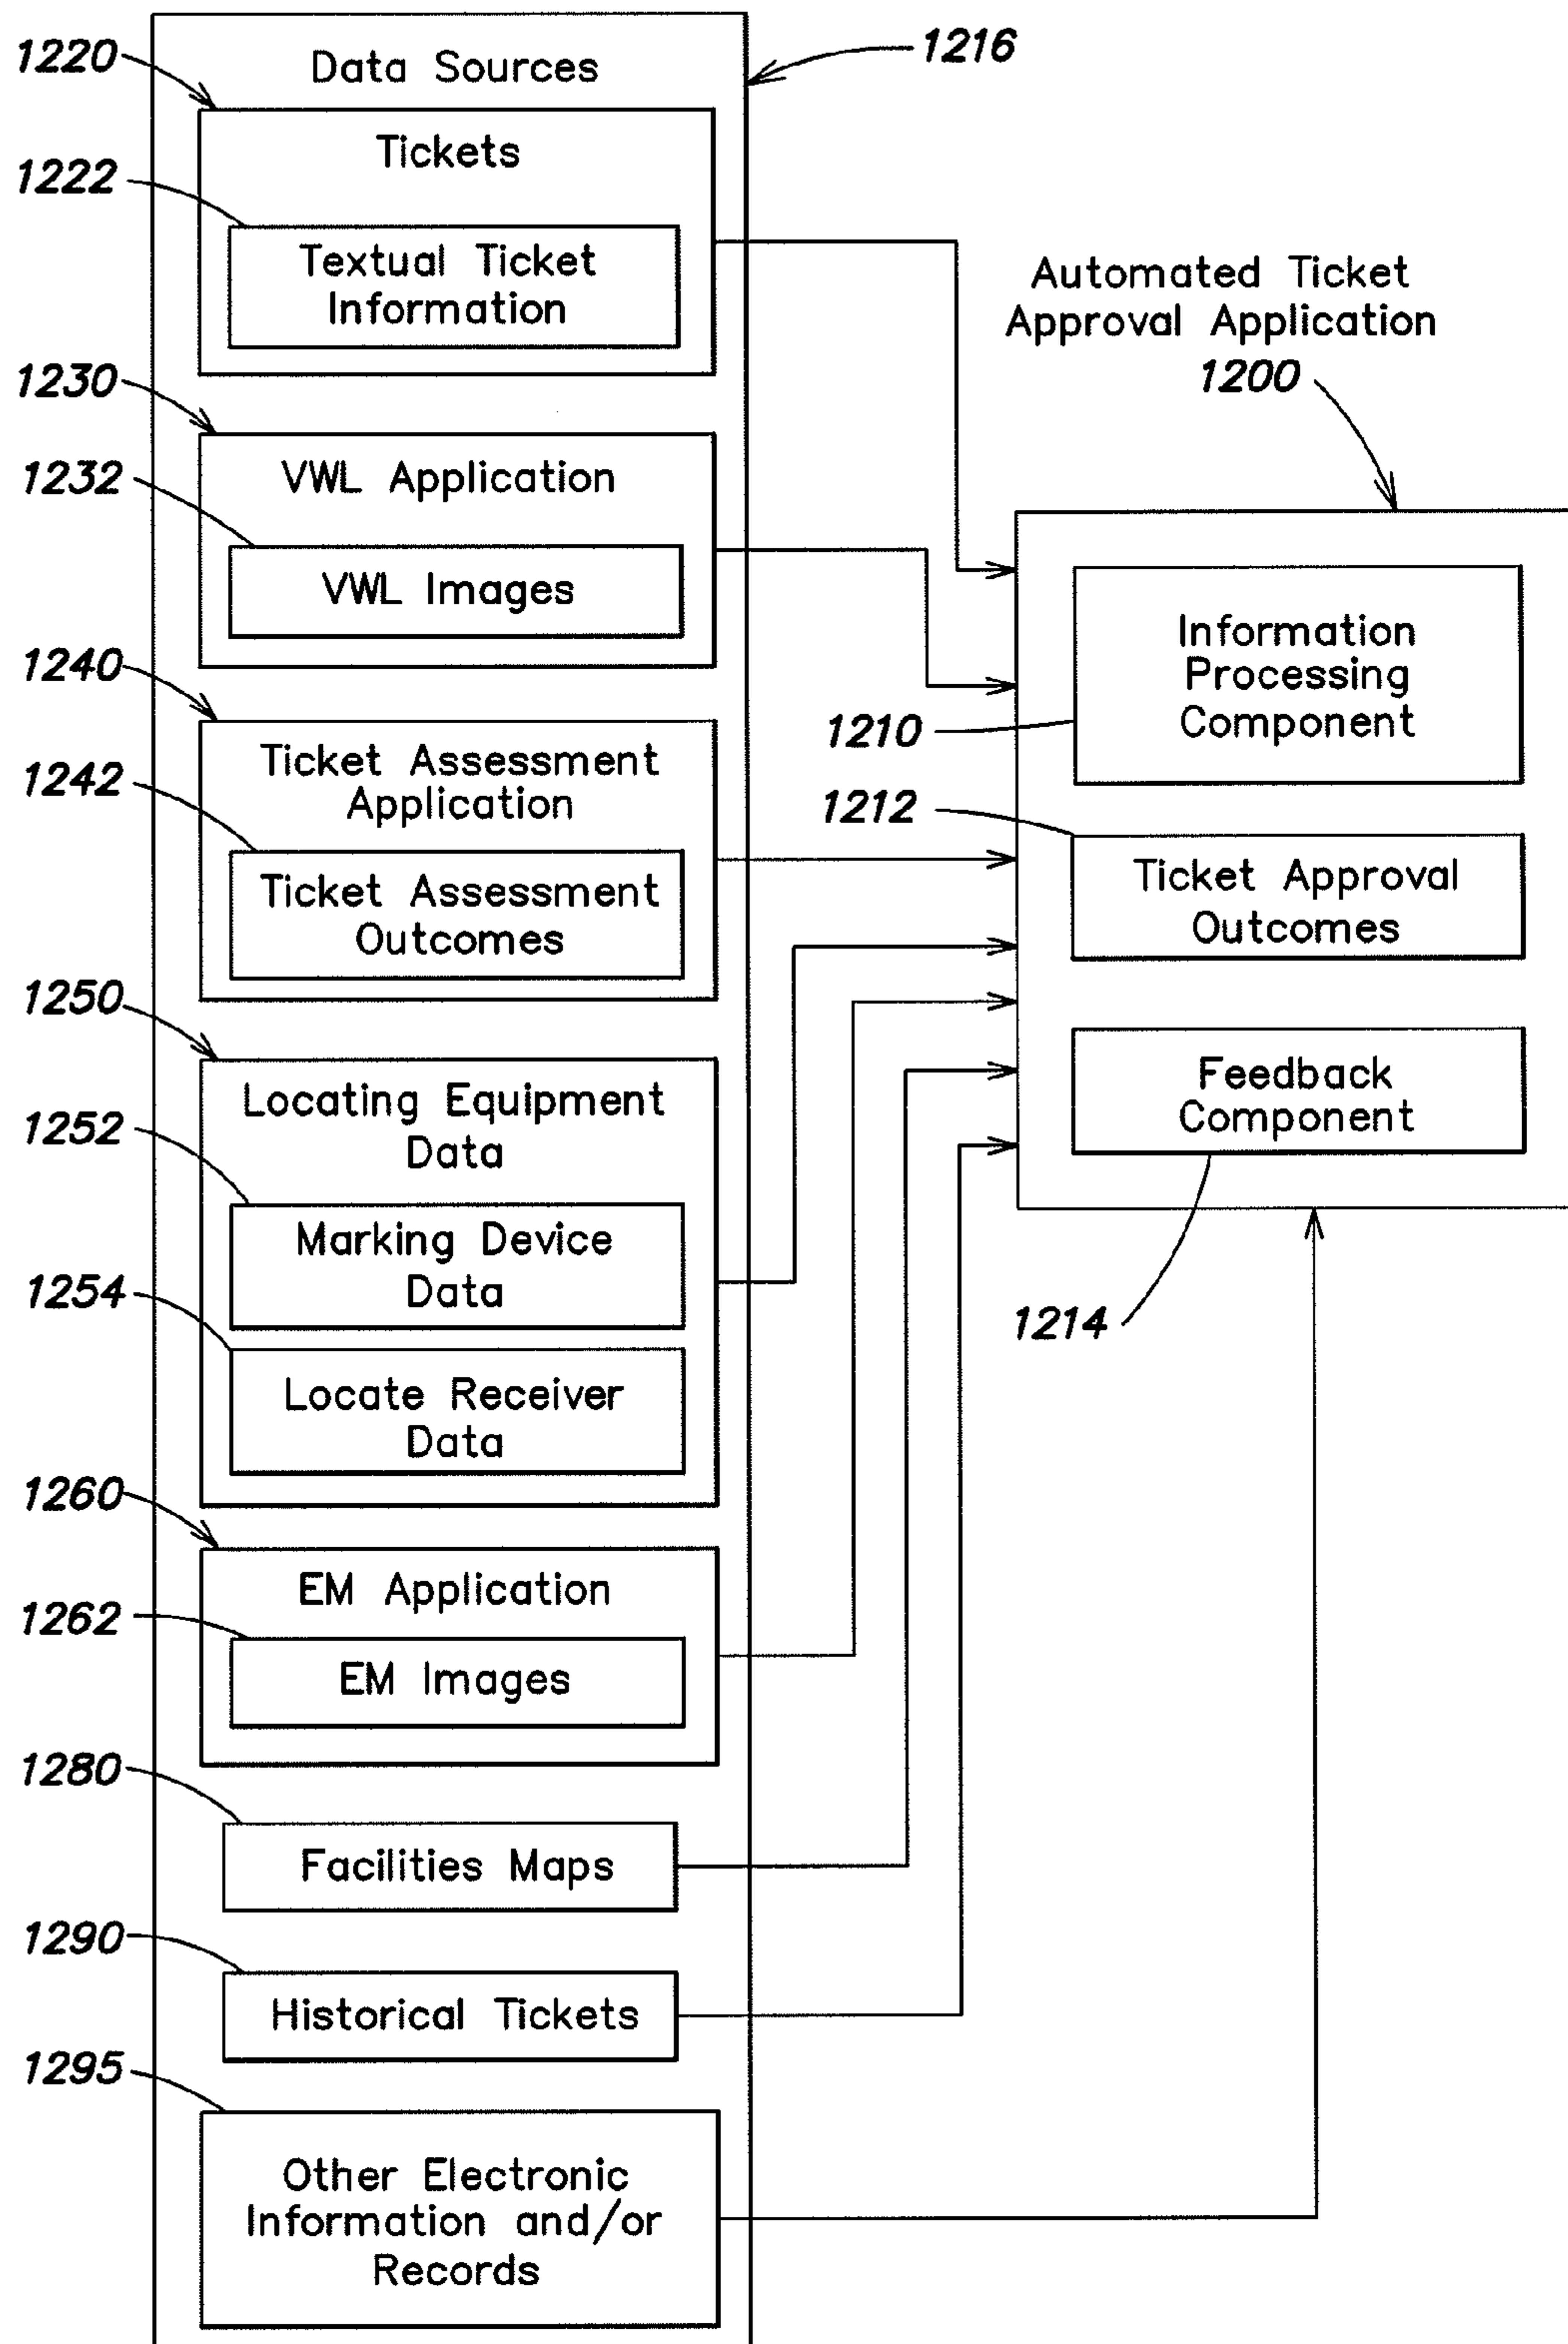 1216
1220
Data Sources
Tickets
1222
Textual Ticket
Information
1230
VWL Application
1232
VWL Images
1240
Ticket Assessment
Application
1242
Ticket Assessment
Outcomes
1250
Locating Equipment
Data
1252
Marking Device
Data
1254
Locate Receiver
Data
1260
EM Application
1262
EM Images
1280
Facilities Maps
1290
Historical Tickets
1295
Other Electronic
Information and/or
Records
Automated Ticket
Approval Application
1200
Information
Processing
Component
1210
1212
Ticket Approval
Outcomes
Feedback
Component
1214